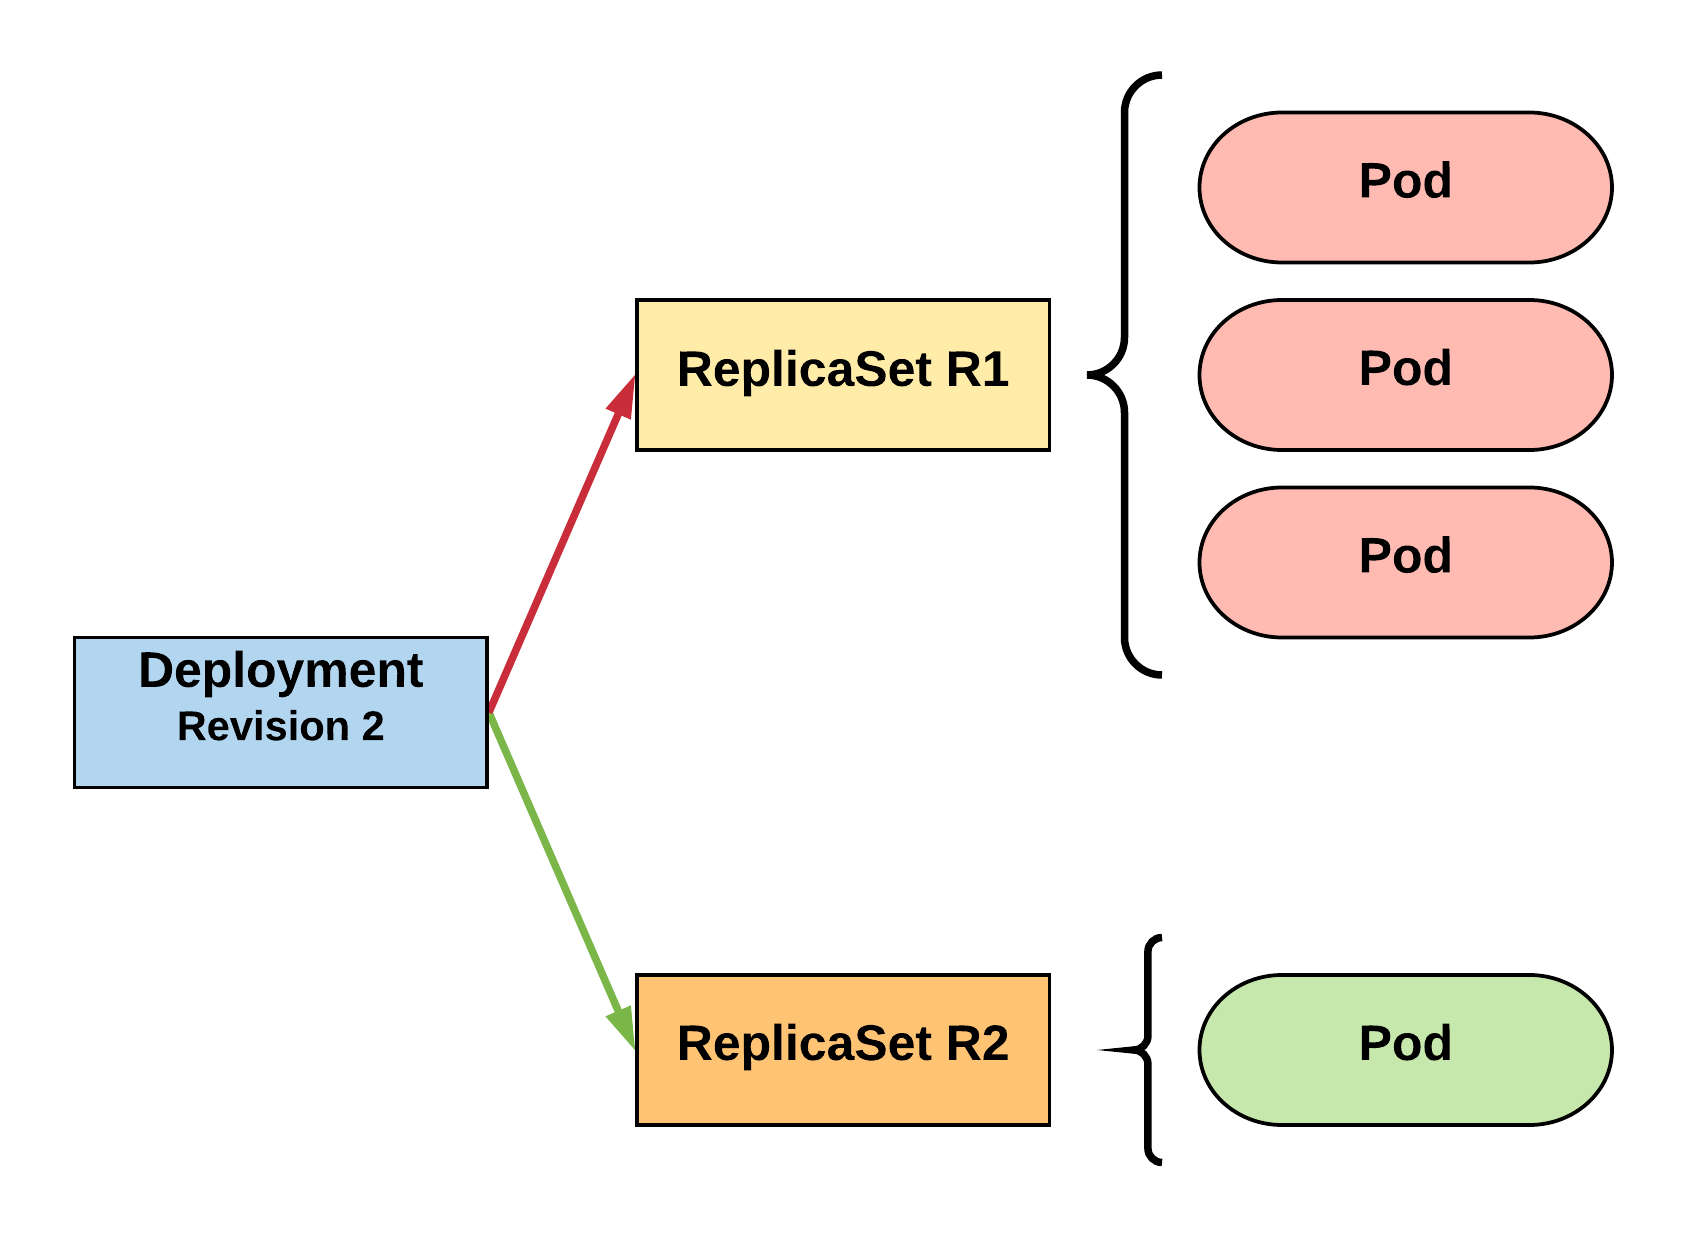 Deployment
Revision 2
ReplicaSet R1
Pod
Pod
Pod
ReplicaSet R2
Pod